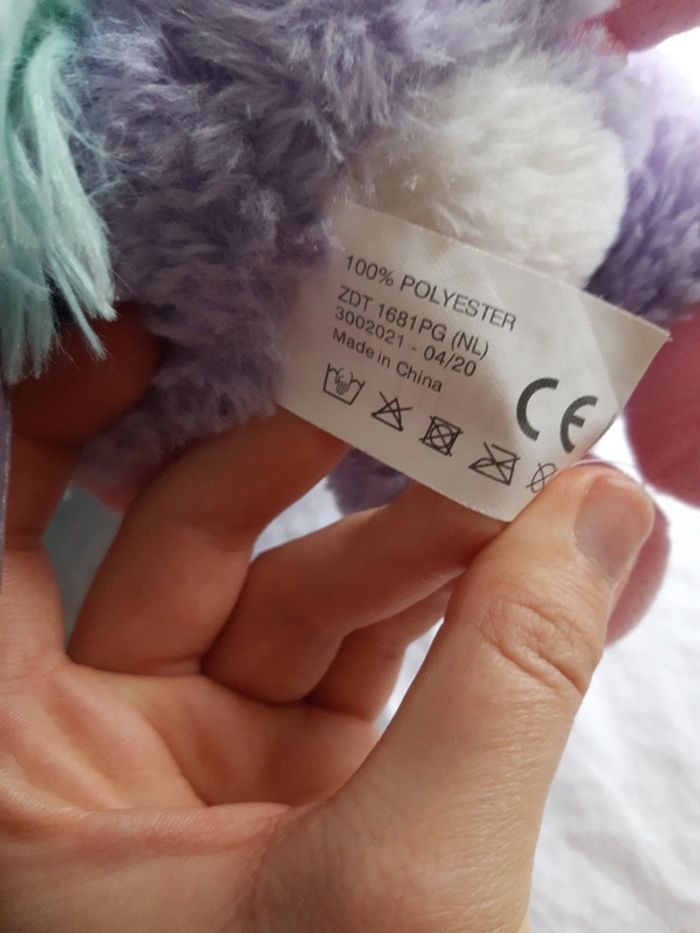 100% POLYESTER
ZDT 1681PG (NL)
3002021 - 04/20
Made in China
CE